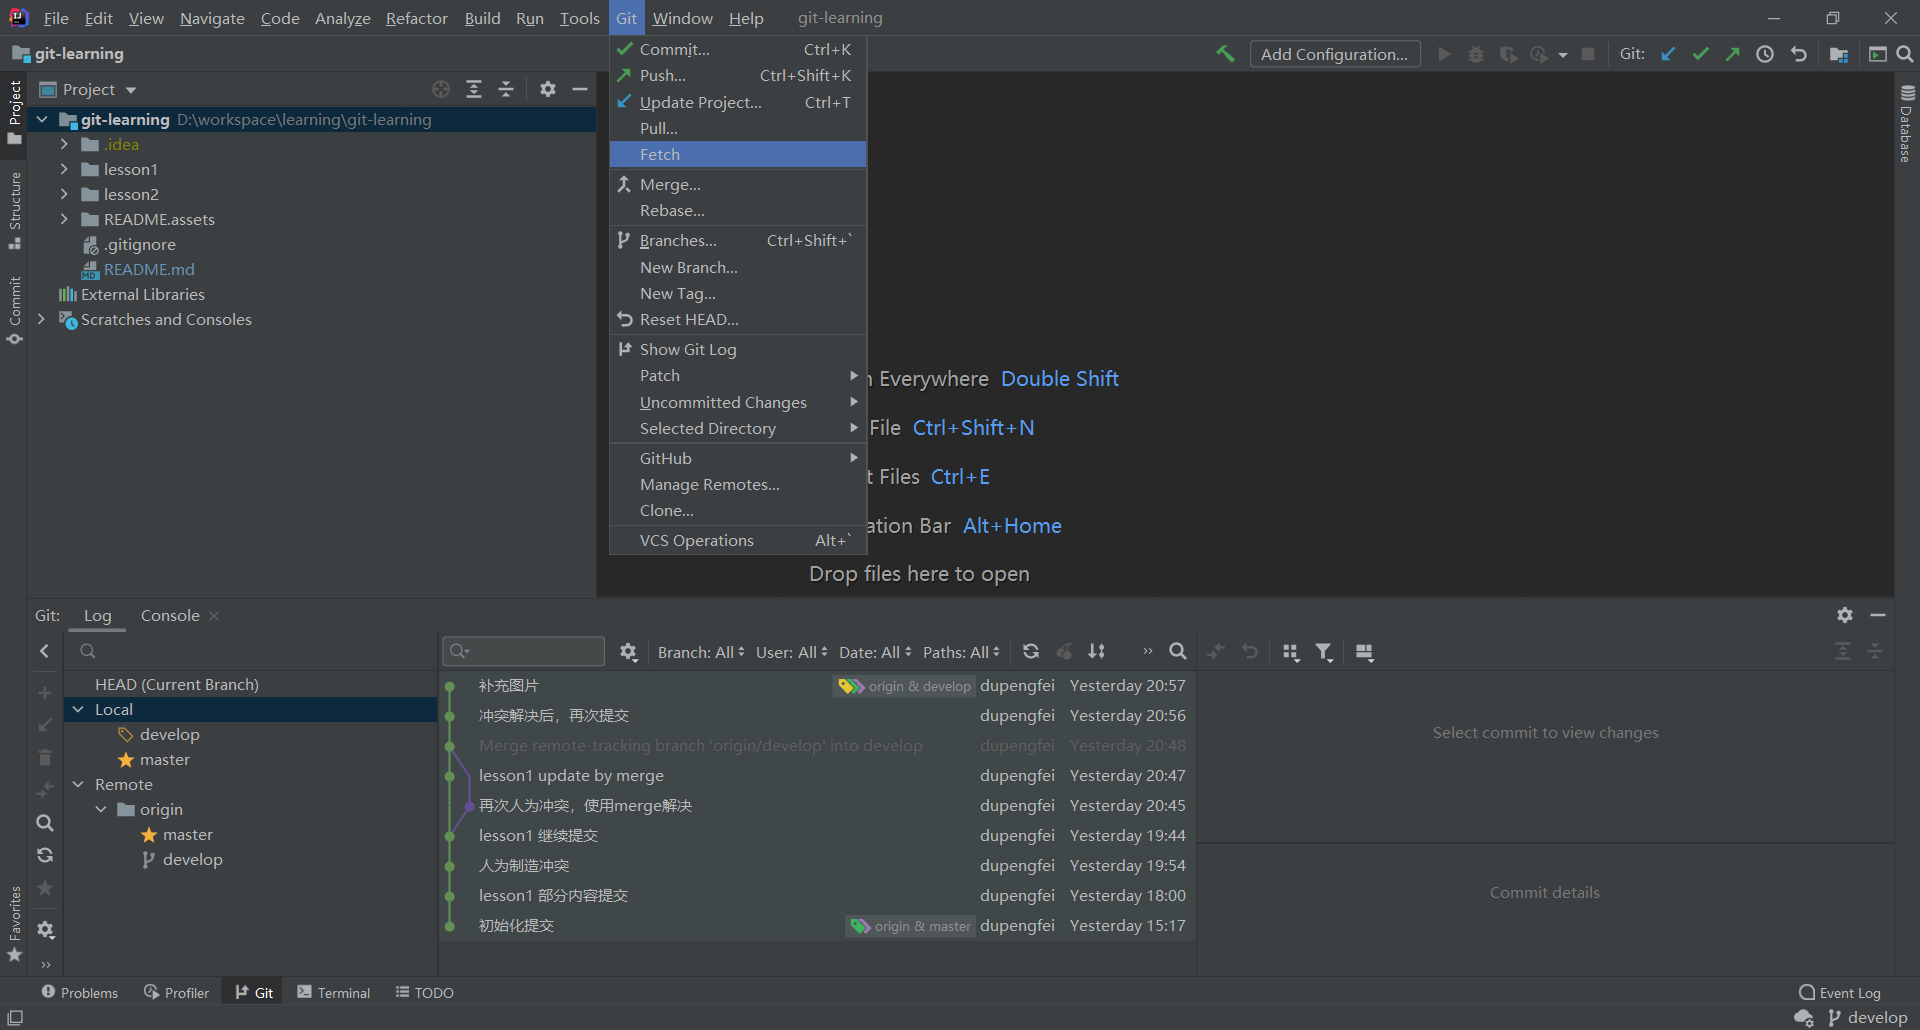 File Edit View Navigate Code Analyze Refactor Build Run Tools Git Window Help git-learning
git-learning
Add Configuration... Git:
Project
Structure
Commit
Favorites
Database
Project
git-learning D:\workspace\learning\git-learning
.idea
lesson1
lesson2
README.assets
.gitignore
README.md
External Libraries
Scratches and Consoles
Commit... Ctrl+K
Push... Ctrl+Shift+K
Update Project... Ctrl+T
Pull...
Fetch
Merge...
Rebase...
Branches... Ctrl+Shift+`
New Branch...
New Tag...
Reset HEAD...
Show Git Log
Patch
Uncommitted Changes
Selected Directory
GitHub
Manage Remotes...
Clone...
VCS Operations Alt+`
Everywhere Double Shift
File Ctrl+Shift+N
Files Ctrl+E
Bar Alt+Home
Drop files here to open
Git: Log Console
Branch: All User: All Date: All Paths: All
HEAD (Current Branch)
Local
develop
master
Remote
origin
master
develop
补充图片 origin & develop dupengfei Yesterday 20:57
冲突解决后，再次提交 dupengfei Yesterday 20:56
Merge remote-tracking branch 'origin/develop' into develop dupengfei Yesterday 20:48
lesson1 update by merge dupengfei Yesterday 20:47
再次人为冲突，使用merge解决 dupengfei Yesterday 20:45
lesson1 继续提交 dupengfei Yesterday 19:44
人为制造冲突 dupengfei Yesterday 19:54
lesson1 部分内容提交 dupengfei Yesterday 18:00
初始化提交 origin & master dupengfei Yesterday 15:17
Select commit to view changes
Commit details
Problems Profiler Git Terminal TODO Event Log
develop